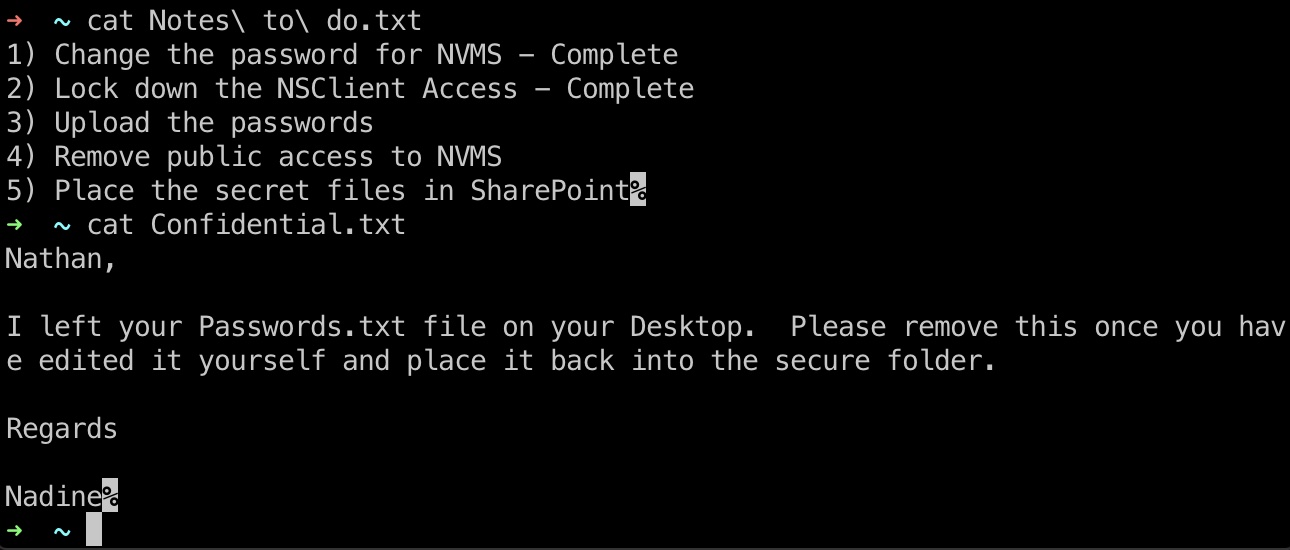 → ~ cat Notes\ to\ do.txt
1) Change the password for NVMS - Complete
2) Lock down the NSClient Access - Complete
3) Upload the passwords
4) Remove public access to NVMS
5) Place the secret files in SharePoint%
→ ~ cat Confidential.txt
Nathan,
I left your Passwords.txt file on your Desktop.  Please remove this once you hav
e edited it yourself and place it back into the secure folder.
Regards
Nadine%
→ ~